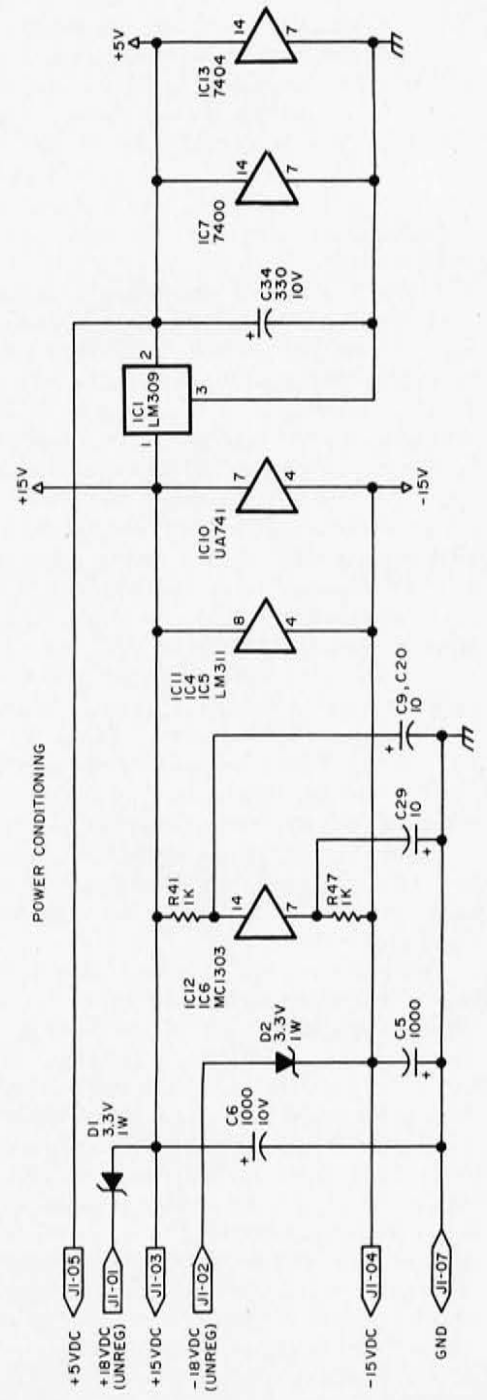 POWER CONDITIONING
+5VDC
J1-05
+18VDC
(UNREG)
J1-01
D1
3.3V
1W
+15VDC
J1-03
-18VDC
(UNREG)
J1-02
-15VDC
J1-04
GND
J1-07
C6
1000
10V
+
D2
3.3V
1W
C5
1000
+
IC12
IC6
MC1303
R41
1K
14
7
R47
1K
C29
10
+
C9, C20
10
+
IC11
IC4
IC5
LM311
8
4
+15V
IC10
UA741
7
4
-15V
IC1
LM309
1
2
3
C34
330
10V
+
IC7
7400
14
7
IC13
7404
14
7
+5V